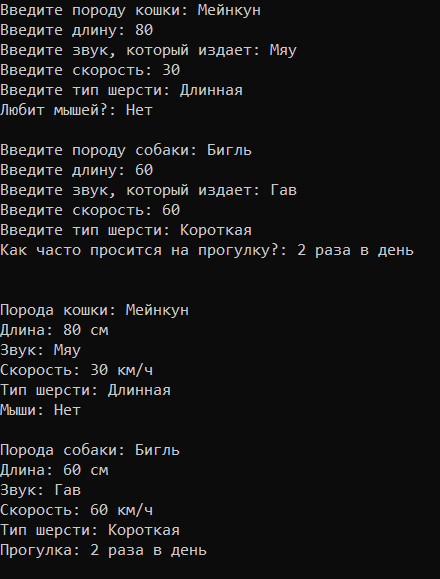 Введите породу кошки: Мейнкун
Введите длину: 80
Введите звук, который издает: Мяу
Введите скорость: 30
Введите тип шерсти: Длинная
Любит мышей?: Нет
Введите породу собаки: Бигль
Введите длину: 60
Введите звук, который издает: Гав
Введите скорость: 60
Введите тип шерсти: Короткая
Как часто просится на прогулку?: 2 раза в день
Порода кошки: Мейнкун
Длина: 80 см
Звук: Мяу
Скорость: 30 км/ч
Тип шерсти: Длинная
Мыши: Нет
Порода собаки: Бигль
Длина: 60 см
Звук: Гав
Скорость: 60 км/ч
Тип шерсти: Короткая
Прогулка: 2 раза в день